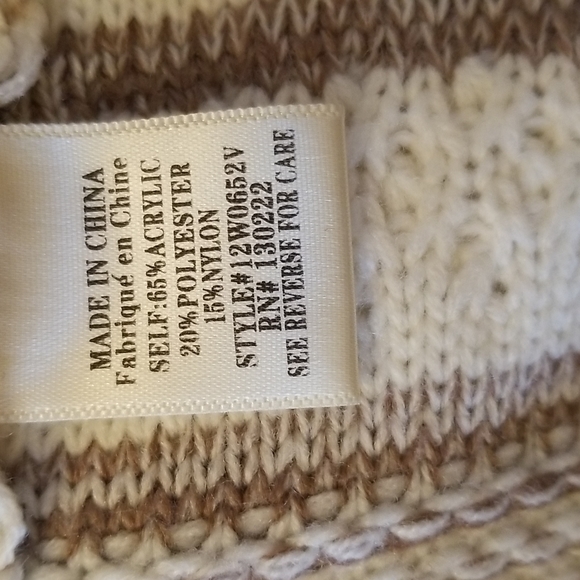 MADE IN CHINA
Fabriqué en Chine
SELF:65%ACRYLIC
20%POLYESTER
15%NYLON
STYLE#12W0652V
RN# 130222
SEE REVERSE FOR CARE